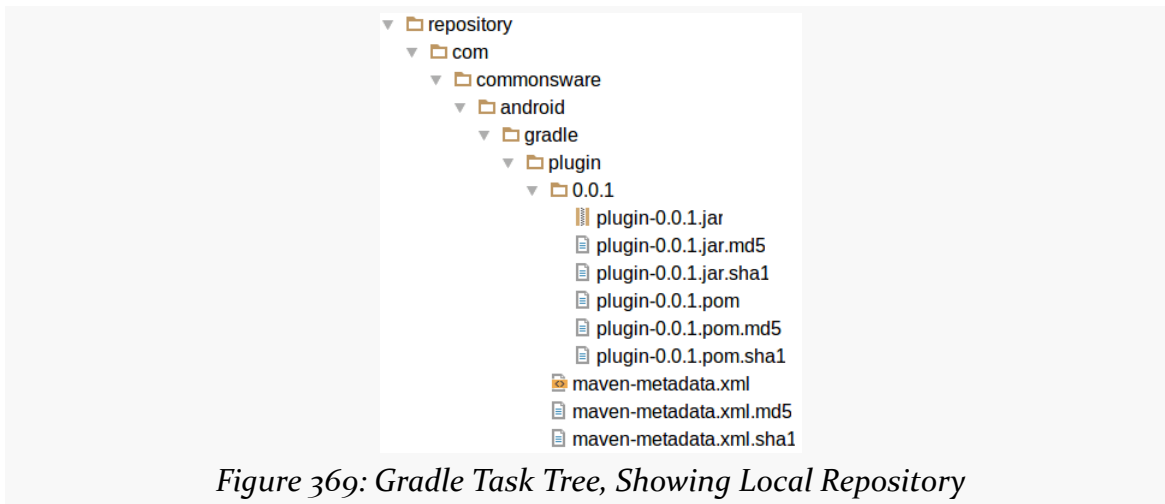 repository
com
commonsware
android
gradle
plugin
0.0.1
plugin-0.0.1.jar
plugin-0.0.1.jar.md5
plugin-0.0.1.jar.sha1
plugin-0.0.1.pom
plugin-0.0.1.pom.md5
plugin-0.0.1.pom.sha1
maven-metadata.xml
maven-metadata.xml.md5
maven-metadata.xml.sha1
Figure 369: Gradle Task Tree, Showing Local Repository